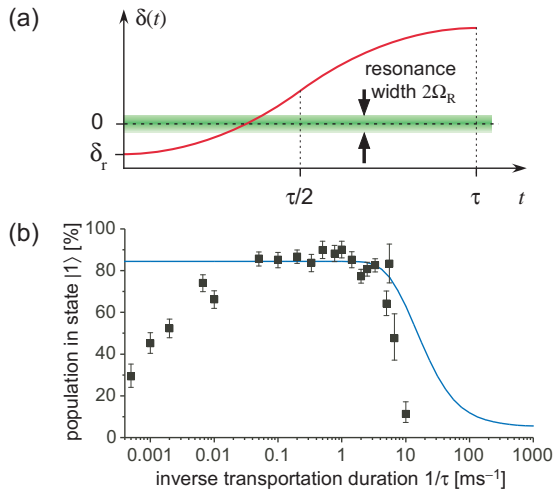 (a)
δ(t)
resonance
width 2Ω_R
0
δ_r
τ/2
τ
t
(b)
population in state |1⟩ [%]
100
80
60
40
20
0
0.001
0.01
0.1
1
10
100
1000
inverse transportation duration 1/τ [ms⁻¹]